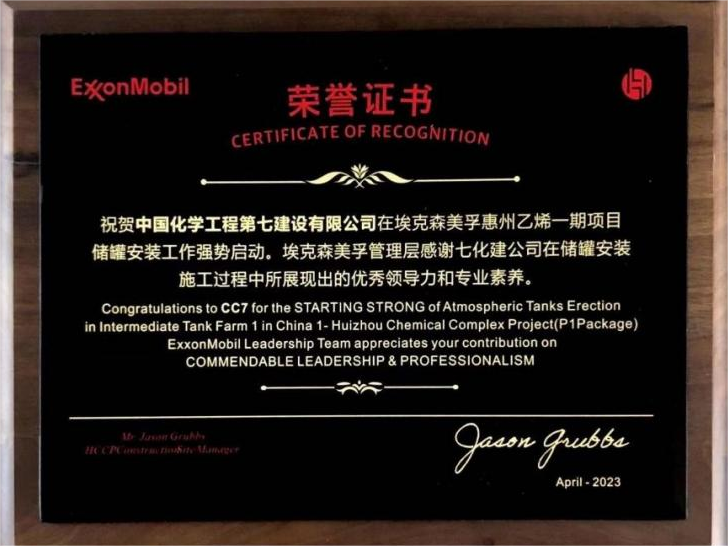 ExxonMobil
荣誉证书
CERTIFICATE OF RECOGNITION
祝贺中国化学工程第七建设有限公司在埃克森美孚惠州乙烯一期项目
储罐安装工作强势启动。埃克森美孚管理层感谢七化建公司在储罐安装
施工过程中所展现出的优秀领导力和专业素养。
Congratulations to CC7 for the STARTING STRONG of Atmospheric Tanks Erection
in Intermediate Tank Farm 1 in China 1- Huizhou Chemical Complex Project(P1Package)
ExxonMobil Leadership Team appreciates your contribution on
COMMENDABLE LEADERSHIP & PROFESSIONALISM
Mr. Jason Grubbs
HCCPConstructionSiteManager
Jason Grubbs
April - 2023